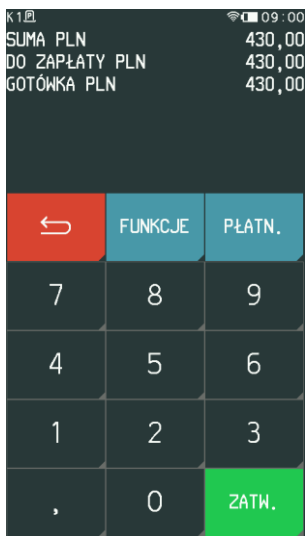 K1 P 09:00
SUMA PLN 430,00
DO ZAPŁATY PLN 430,00
GOTÓWKA PLN 430,00
FUNKCJE PŁATN.
7 8 9
4 5 6
1 2 3
, 0 ZATW.